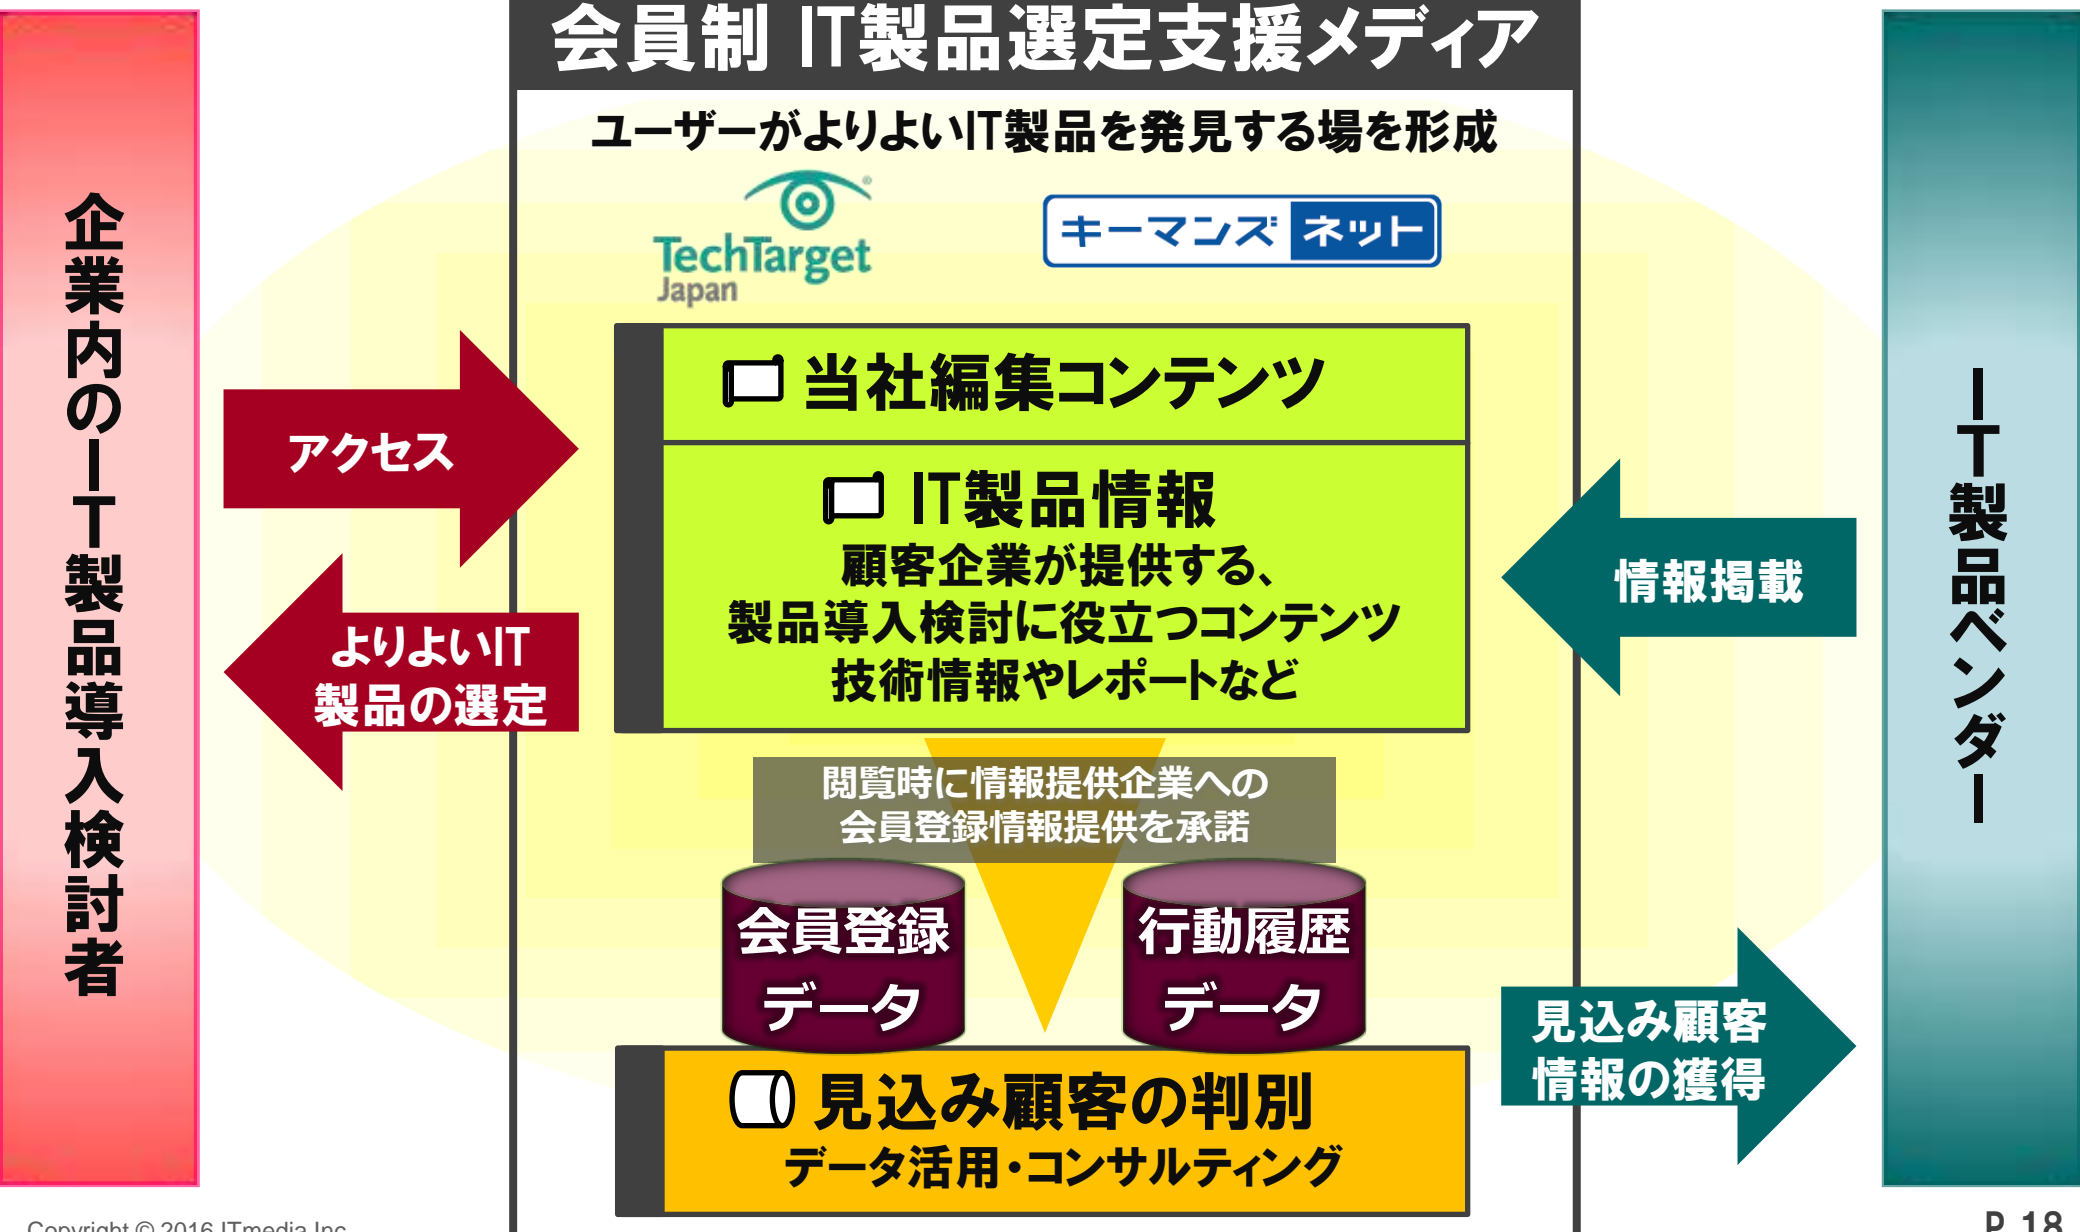 会員制 IT製品選定支援メディア
ユーザーがよりよいIT製品を発見する場を形成
TechTarget
Japan
キーマンズネット
企業内のIT製品導入検討者
アクセス
よりよいIT
製品の選定
当社編集コンテンツ
IT製品情報
顧客企業が提供する、
製品導入検討に役立つコンテンツ
技術情報やレポートなど
情報掲載
IT製品ベンダー
閲覧時に情報提供企業への
会員登録情報提供を承諾
会員登録
データ
行動履歴
データ
見込み顧客
情報の獲得
見込み顧客の判別
データ活用・コンサルティング
Copyright © 2016 ITmedia Inc
P 18